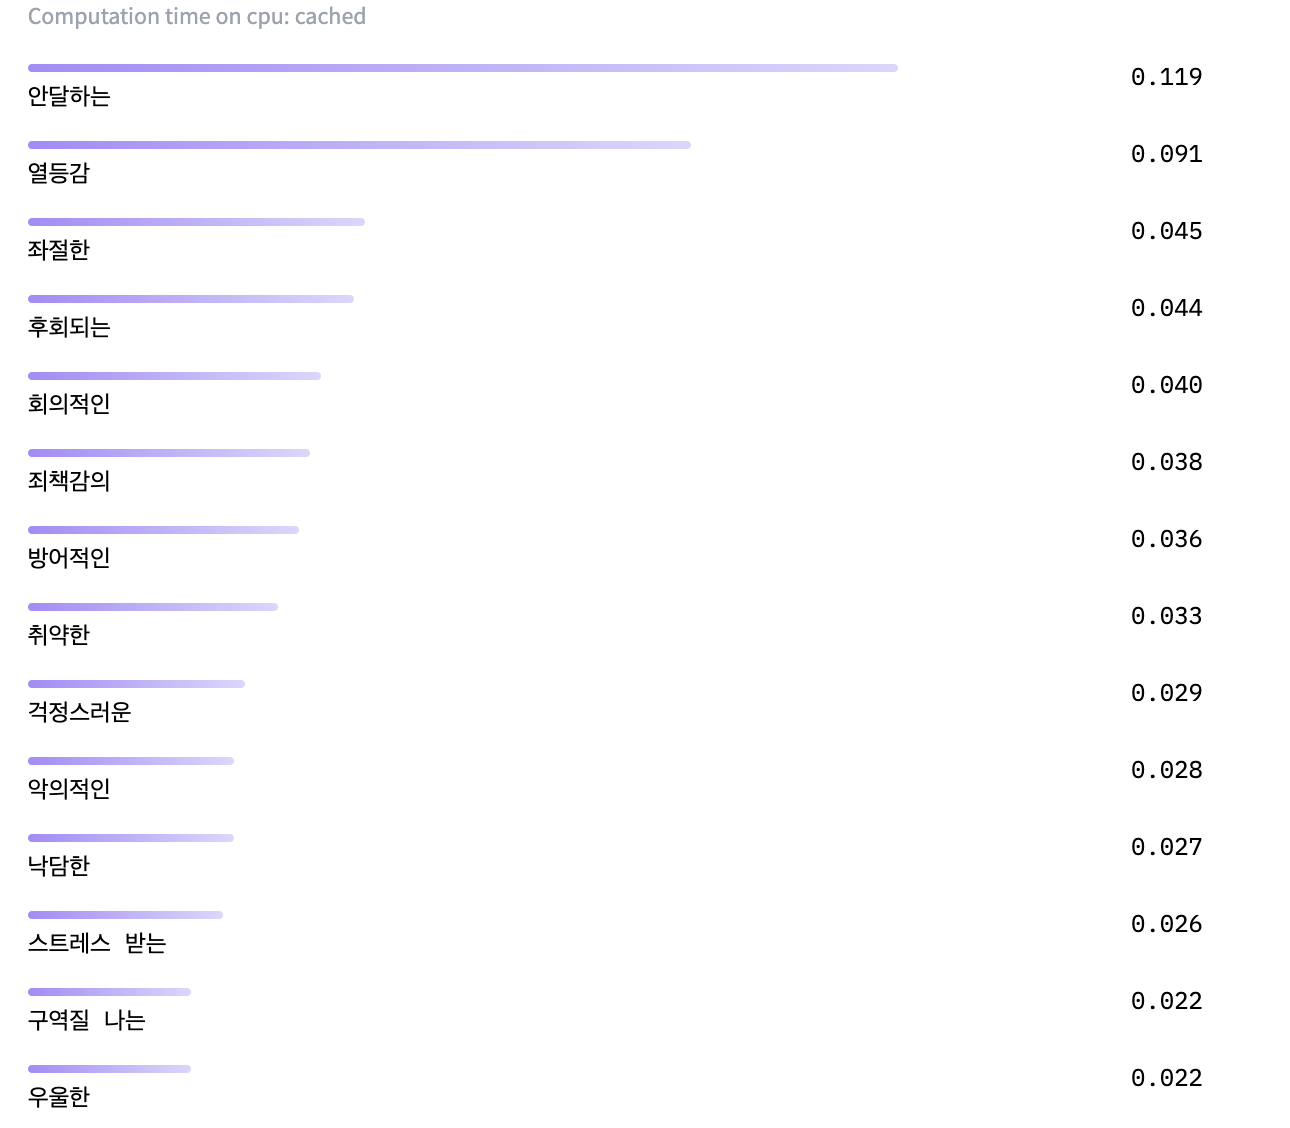 Computation time on cpu: cached
안달하는 0.119
열등감 0.091
좌절한 0.045
후회되는 0.044
회의적인 0.040
죄책감의 0.038
방어적인 0.036
취약한 0.033
걱정스러운 0.029
악의적인 0.028
낙담한 0.027
스트레스 받는 0.026
구역질 나는 0.022
우울한 0.022